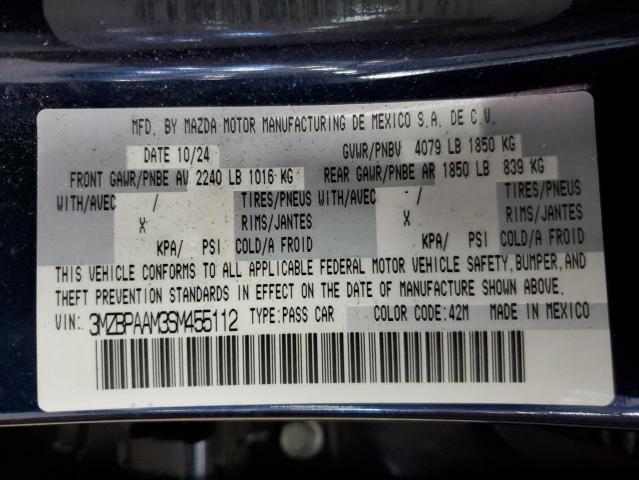 MFD. BY MAZDA MOTOR MANUFACTURING DE MEXICO S.A. DE C.V.
DATE 10/24 GVWR/PNBV 4079 LB 1850 KG
FRONT GAWR/PNBE AV 2240 LB 1016 KG REAR GAWR/PNBE AR 1850 LB 839 KG
WITH/AVEC / TIRES/PNEUS WITH/AVEC / TIRES/PNEUS
X RIMS/JANTES X RIMS/JANTES
KPA/ PSI COLD/A FROID KPA/ PSI COLD/A FROID
THIS VEHICLE CONFORMS TO ALL APPLICABLE FEDERAL MOTOR VEHICLE SAFETY, BUMPER, AND
THEFT PREVENTION STANDARDS IN EFFECT ON THE DATE OF MANUFACTURE SHOWN ABOVE.
VIN: 3MZBPAAM3SM455112 TYPE:PASS CAR COLOR CODE:42M MADE IN MEXICO